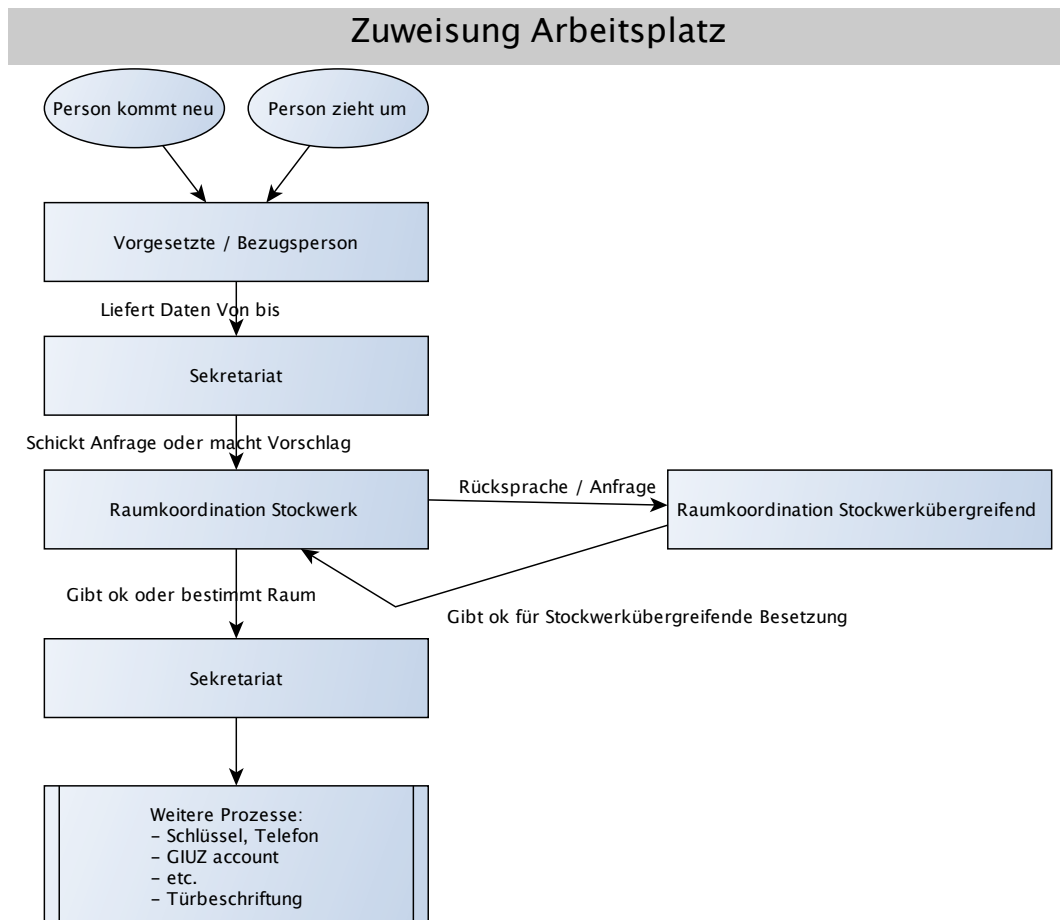 Zuweisung Arbeitsplatz
Person kommt neu
Person zieht um
Vorgesetzte / Bezugsperson
Liefert Daten Von bis
Sekretariat
Schickt Anfrage oder macht Vorschlag
Raumkoordination Stockwerk
Rücksprache / Anfrage
Raumkoordination Stockwerkübergreifend
Gibt ok oder bestimmt Raum
Gibt ok für Stockwerkübergreifende Besetzung
Sekretariat
Weitere Prozesse:
- Schlüssel, Telefon
- GIUZ account
- etc.
- Türbeschriftung